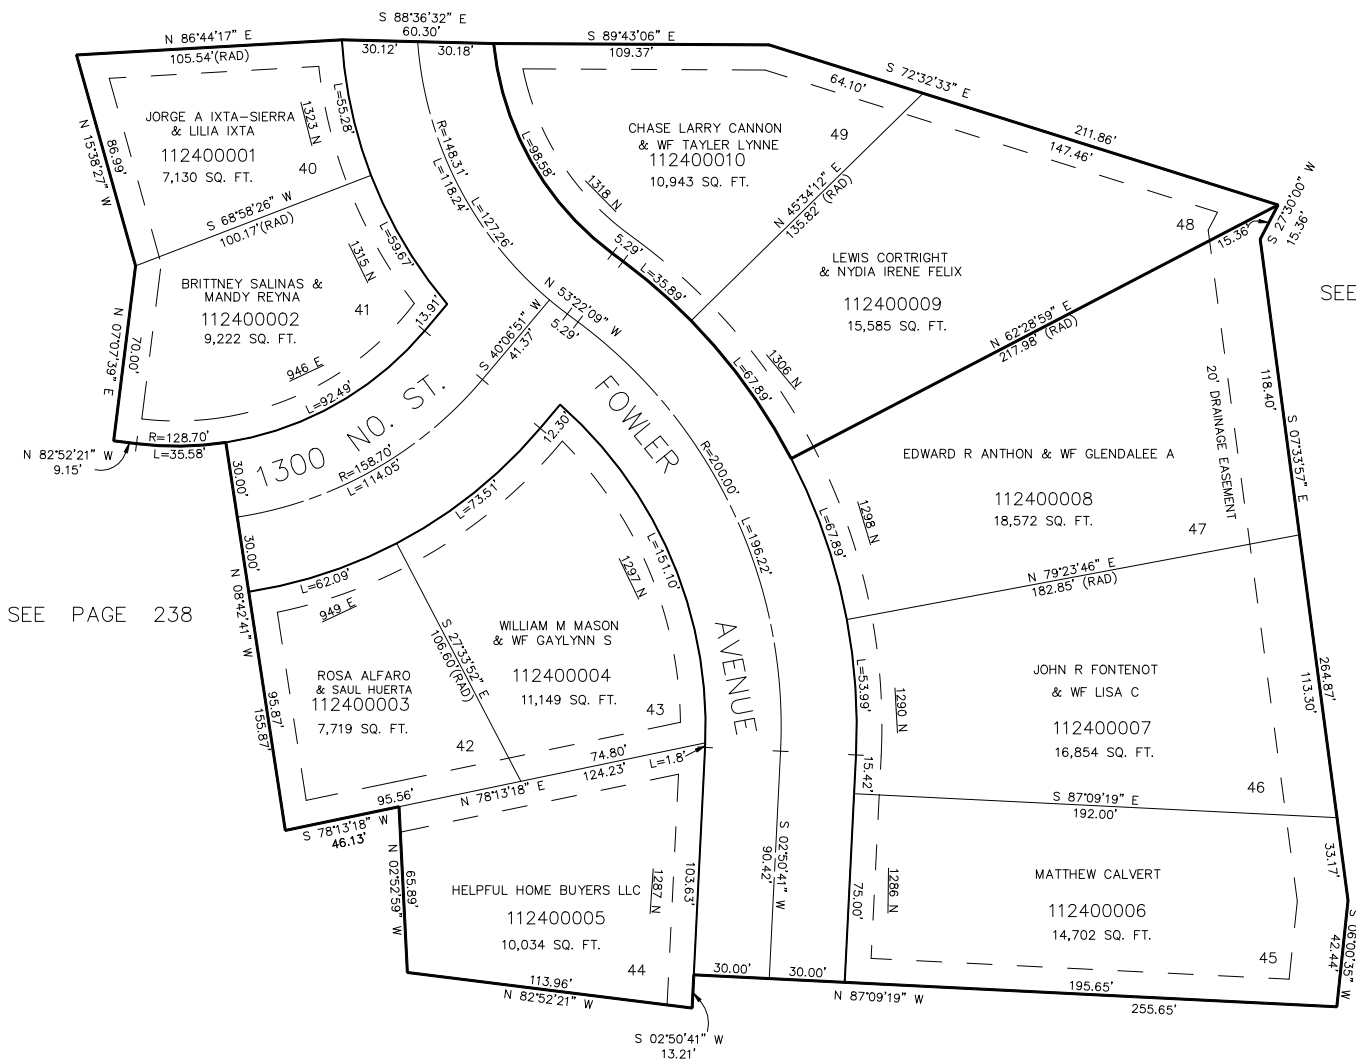 S 88°36'32" E
60.30'
30.12'
30.18'
N 86°44'17" E
105.54'(RAD)
S 89°43'06" E
109.37'
S 72°32'33" E
64.10'
211.86'
147.46'
N 15°38'27" W
86.99'
JORGE A IXTA-SIERRA
& LILIA IXTA
112400001
7,130 SQ. FT.
40
1323 N
L=55.28'
S 68°58'26" W
100.17'(RAD)
R=148.31'
L=118.24'
L=127.26'
L=98.58'
CHASE LARRY CANNON
& WF TAYLER LYNNE
112400010
10,943 SQ. FT.
49
1318 N
N 45°34'12" E
135.82' (RAD)
S 27°30'00" W
15.36'
15.36'
48
LEWIS CORTRIGHT
& NYDIA IRENE FELIX
112400009
15,585 SQ. FT.
1306 N
5.29'
L=35.89'
L=67.89'
N 62°28'59" E
217.98' (RAD)
SEE
BRITTNEY SALINAS &
MANDY REYNA
112400002
9,222 SQ. FT.
41
1315 N
L=59.67'
13.91'
946 E
L=92.49'
N 07°07'39" E
70.00'
N 82°52'21" W
9.15'
R=128.70'
L=35.58'
N 53°22'09" W
5.29'
S 40°06'51" W
41.37'
1300 NO. ST.
R=158.70'
L=114.05'
30.00'
30.00'
FOWLER
AVENUE
R=200.00'
L=196.22'
12.30'
L=73.51'
L=62.09'
949 E
L=151.10'
1297 N
20' DRAINAGE EASEMENT
118.40'
S 07°33'57" E
EDWARD R ANTHON & WF GLENDALEE A
112400008
18,572 SQ. FT.
47
1298 N
L=67.89'
N 79°23'46" E
182.85' (RAD)
SEE PAGE 238
N 08°42'41" W
95.87'
155.87'
ROSA ALFARO
& SAUL HUERTA
112400003
7,719 SQ. FT.
42
S 27°33'52" E
106.60'(RAD)
WILLIAM M MASON
& WF GAYLYNN S
112400004
11,149 SQ. FT.
43
74.80'
124.23'
L=1.8'
N 78°13'18" E
95.56'
S 78°13'18" W
46.13'
JOHN R FONTENOT
& WF LISA C
112400007
16,854 SQ. FT.
46
1290 N
L=53.99'
15.42'
264.87'
113.30'
S 87°09'19" E
192.00'
N 02°52'59" W
65.89'
HELPFUL HOME BUYERS LLC
112400005
10,034 SQ. FT.
44
1287 N
103.63'
S 02°50'41" W
90.42'
75.00'
1286 N
MATTHEW CALVERT
112400006
14,702 SQ. FT.
45
33.17'
S 06°00'35" W
42.44'
113.96'
N 82°52'21" W
30.00'
30.00'
N 87°09'19" W
195.65'
255.65'
S 02°50'41" W
13.21'